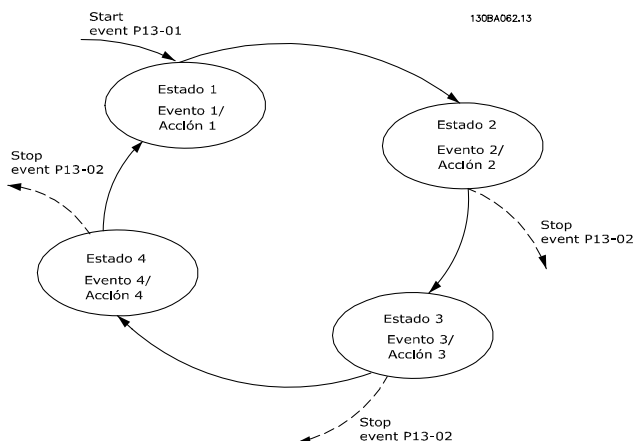 Start
event P13-01
130BA062.13
Estado 1
Evento 1/
Acción 1
Estado 2
Evento 2/
Acción 2
Stop
event P13-02
Stop
event P13-02
Estado 4
Evento 4/
Acción 4
Estado 3
Evento 3/
Acción 3
Stop
event P13-02